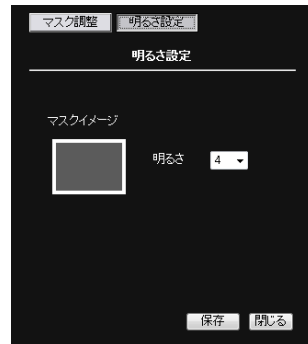 マスク調整 明るさ設定
明るさ設定
マスクイメージ
明るさ 4
保存 閉じる